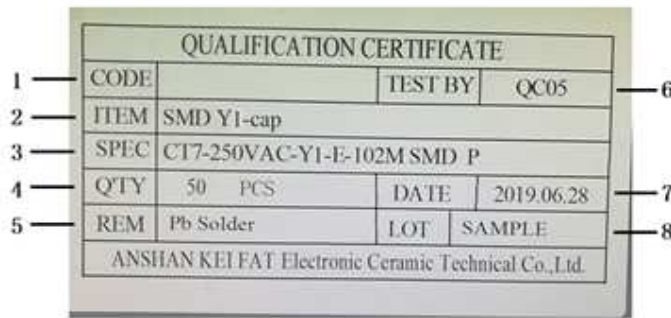 QUALIFICATION CERTIFICATE
1 CODE TEST BY QC05 6
2 ITEM SMD Y1-cap
3 SPEC CT7-250VAC-Y1-E-102M SMD P
4 Q'TY 50 PCS DATE 2019.06.28 7
5 REM Pb Solder LOT SAMPLE 8
ANSHAN KEI FAT Electronic Ceramic Technical Co.,Ltd.